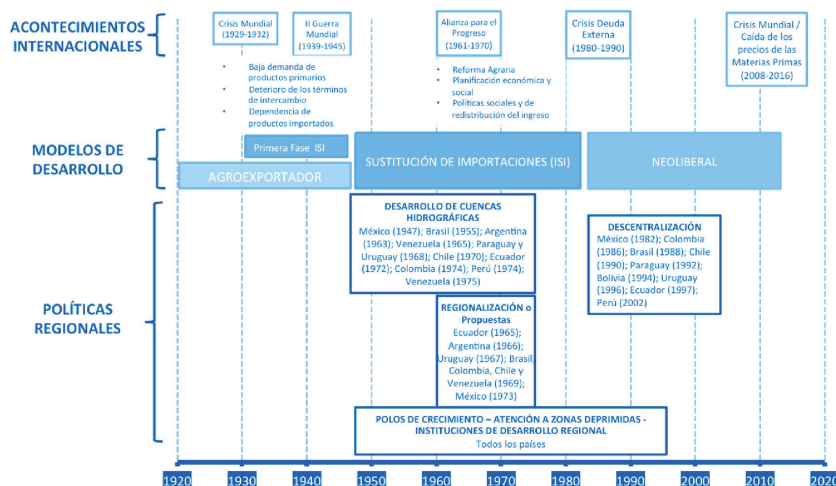 ACONTECIMIENTOS
INTERNACIONALES
Crisis Mundial
(1929-1932)
II Guerra
Mundial
(1939-1945)
Alianza para el
Progreso
(1961-1970)
Crisis Deuda
Externa
(1980-1990)
Crisis Mundial /
Caída de los
precios de las
Materias Primas
(2008-2016)
• Baja demanda de
productos primarios
• Deterioro de los términos
de intercambio
• Dependencia de
productos importados
• Reforma Agraria
• Planificación económica y
social
• Políticas sociales y de
redistribución del ingreso
MODELOS DE
DESARROLLO
Primera Fase ISI
AGROEXPORTADOR
SUSTITUCIÓN DE IMPORTACIONES (ISI)
NEOLIBERAL
POLÍTICAS
REGIONALES
DESARROLLO DE CUENCAS
HIDROGRÁFICAS
México (1947); Brasil (1955); Argentina
(1963); Venezuela (1965); Paraguay y
Uruguay (1968); Chile (1970); Ecuador
(1972); Colombia (1974); Perú (1974);
Venezuela (1975)
DESCENTRALIZACIÓN
México (1982); Colombia
(1986); Brasil (1988); Chile
(1990); Paraguay (1992);
Bolivia (1994); Uruguay
(1996); Ecuador (1997);
Perú (2002)
REGIONALIZACIÓN o
Propuestas
Ecuador (1965);
Argentina (1966);
Uruguay (1967); Brasil,
Colombia, Chile y
Venezuela (1969);
México (1973)
POLOS DE CRECIMIENTO – ATENCIÓN A ZONAS DEPRIMIDAS -
INSTITUCIONES DE DESARROLLO REGIONAL
Todos los países
1920 1930 1940 1950 1960 1970 1980 1990 2000 2010 2020